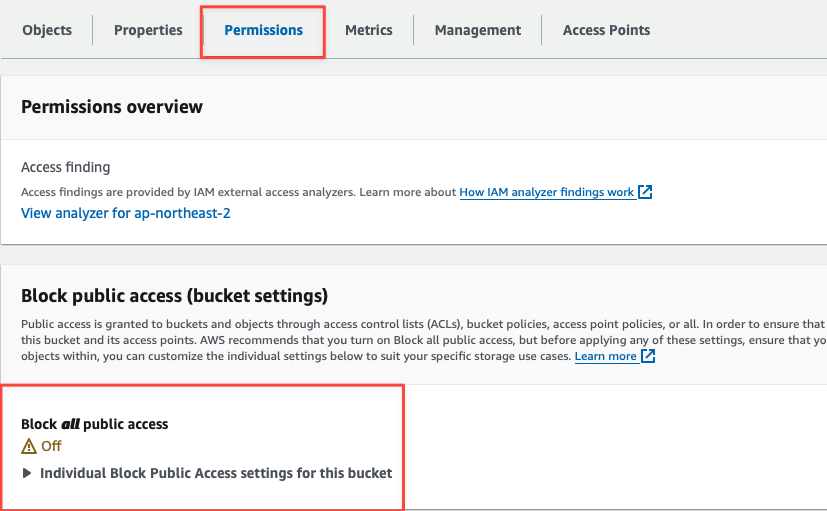 Objects Properties Permissions Metrics Management Access Points
Permissions overview
Access finding
Access findings are provided by IAM external access analyzers. Learn more about How IAM analyzer findings work
View analyzer for ap-northeast-2
Block public access (bucket settings)
Public access is granted to buckets and objects through access control lists (ACLs), bucket policies, access point policies, or all. In order to ensure that
this bucket and its access points. AWS recommends that you turn on Block all public access, but before applying any of these settings, ensure that yo
objects within, you can customize the individual settings below to suit your specific storage use cases. Learn more
Block all public access
Off
Individual Block Public Access settings for this bucket